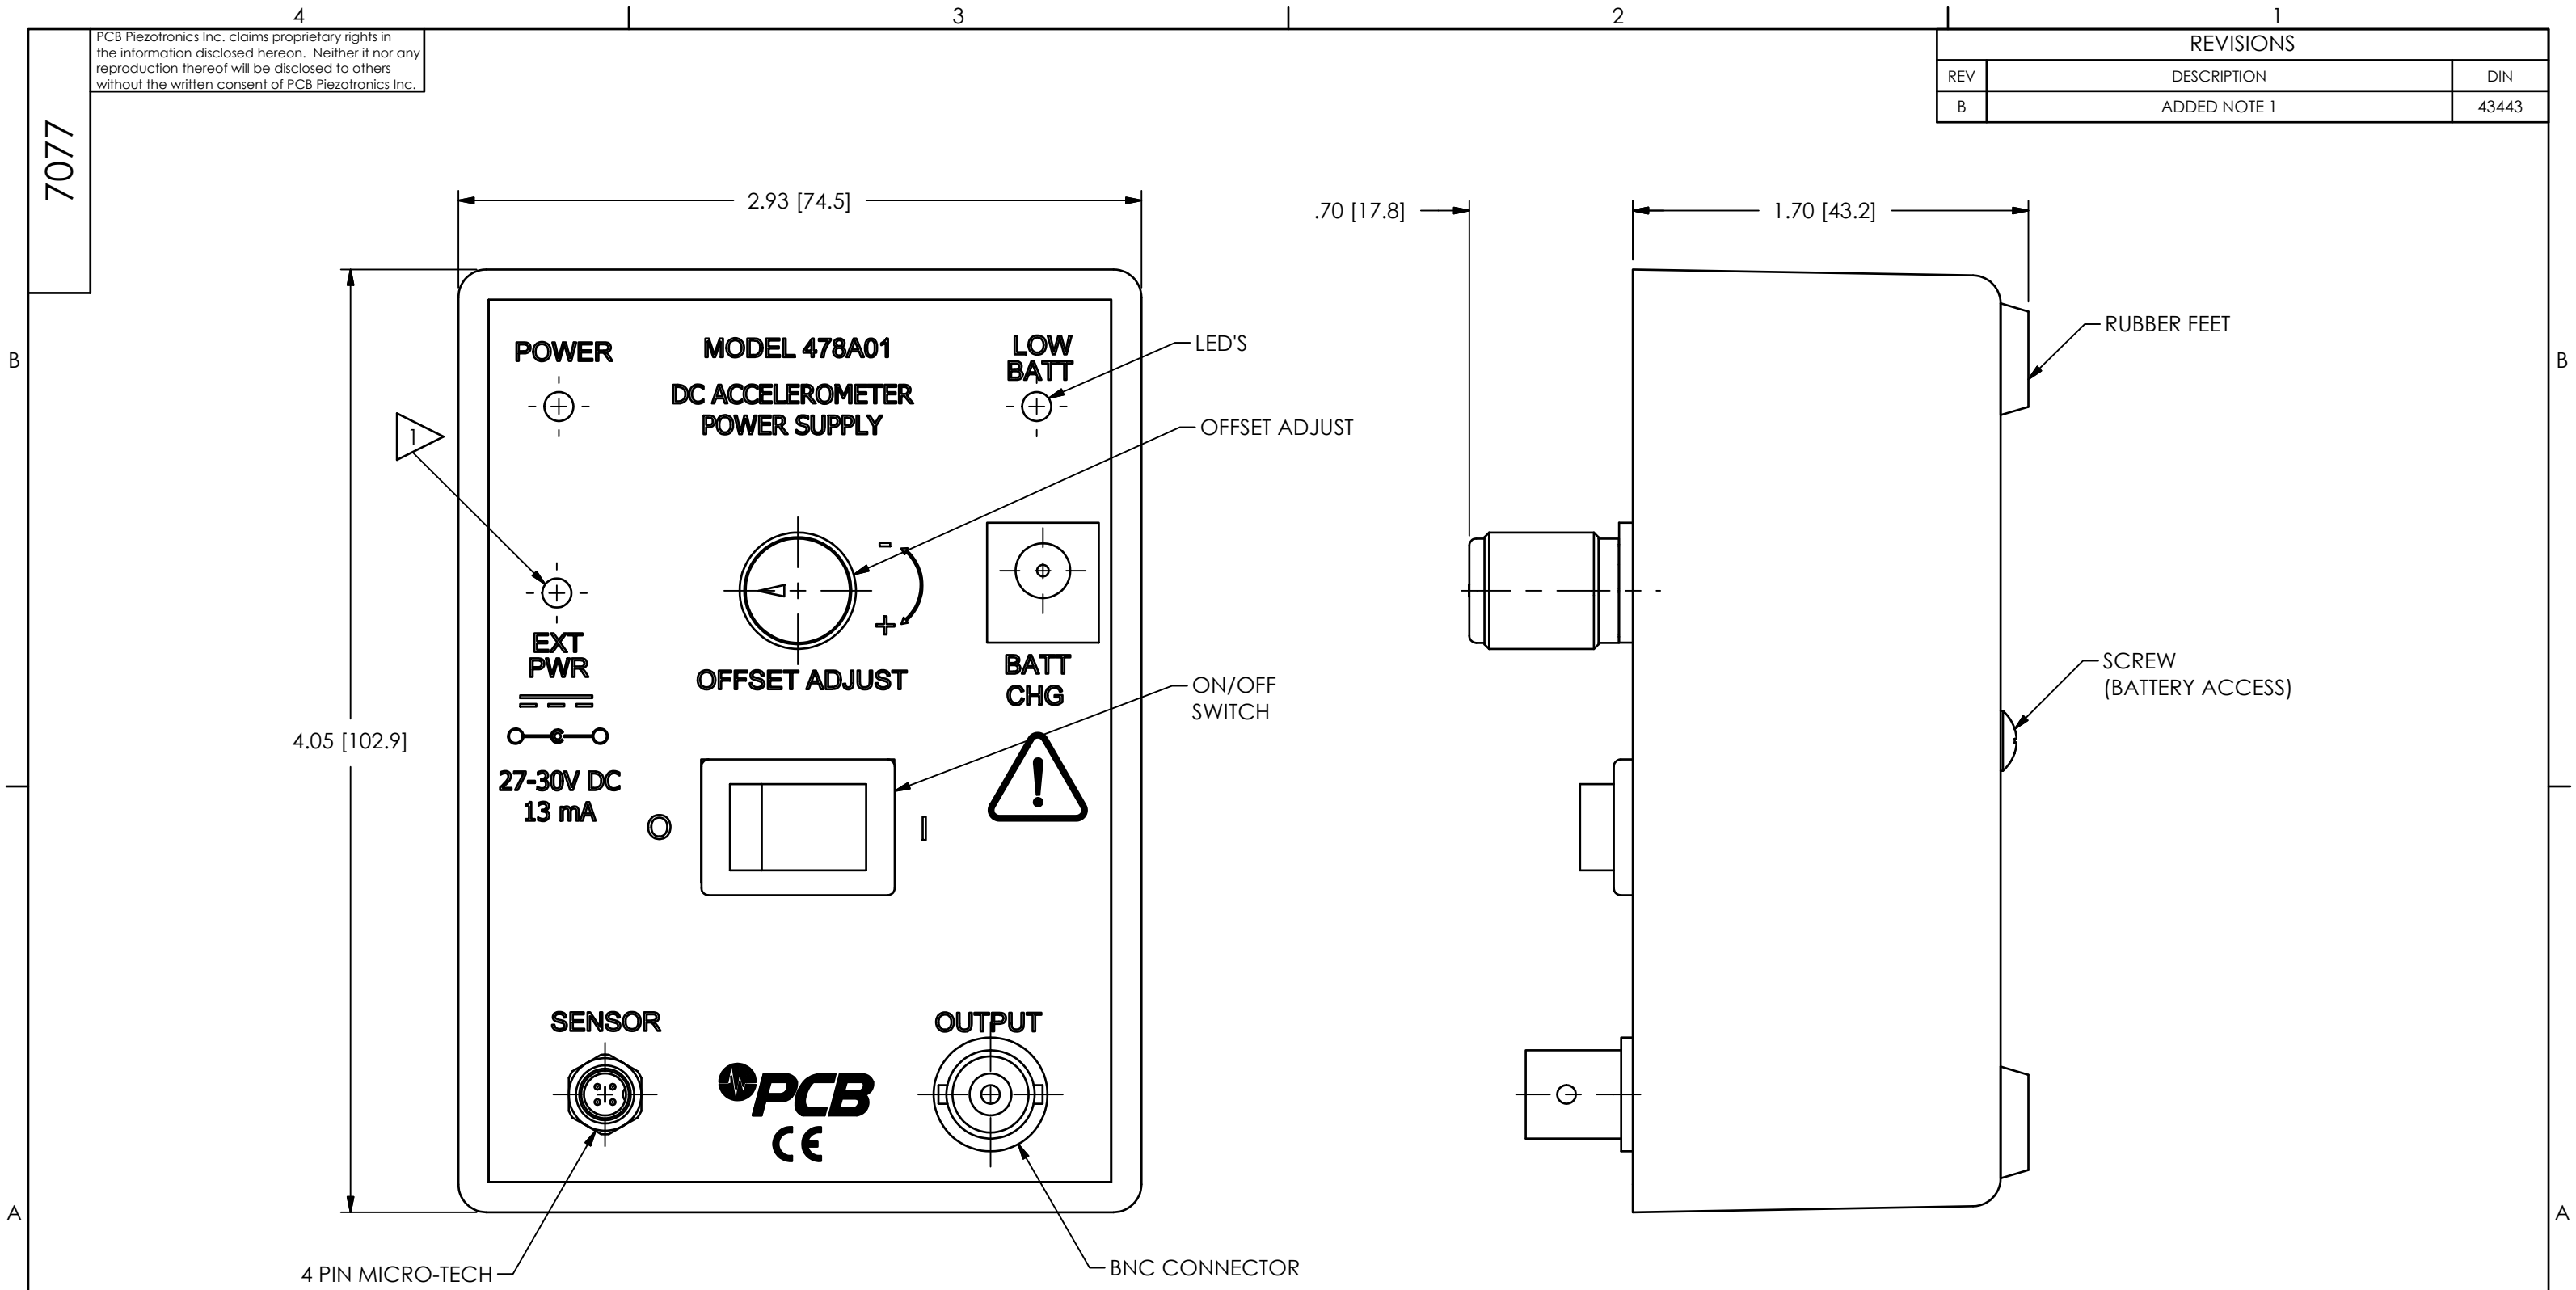 4
3
2
1
PCB Piezotronics Inc. claims proprietary rights in
the information disclosed hereon. Neither it nor any
reproduction thereof will be disclosed to others
without the written consent of PCB Piezotronics Inc.
7077
REVISIONS
REV DESCRIPTION DIN
B ADDED NOTE 1 43443
2.93 [74.5]
.70 [17.8]
1.70 [43.2]
B
B
POWER
MODEL 478A01
LOW
BATT
DC ACCELEROMETER
POWER SUPPLY
LED'S
RUBBER FEET
OFFSET ADJUST
1
-
+
EXT
PWR
OFFSET ADJUST
BATT
CHG
ON/OFF
SWITCH
SCREW
(BATTERY ACCESS)
4.05 [102.9]
27-30V DC
13 mA
!
O
I
SENSOR
OUTPUT
PCB
CE
A
A
4 PIN MICRO-TECH
BNC CONNECTOR